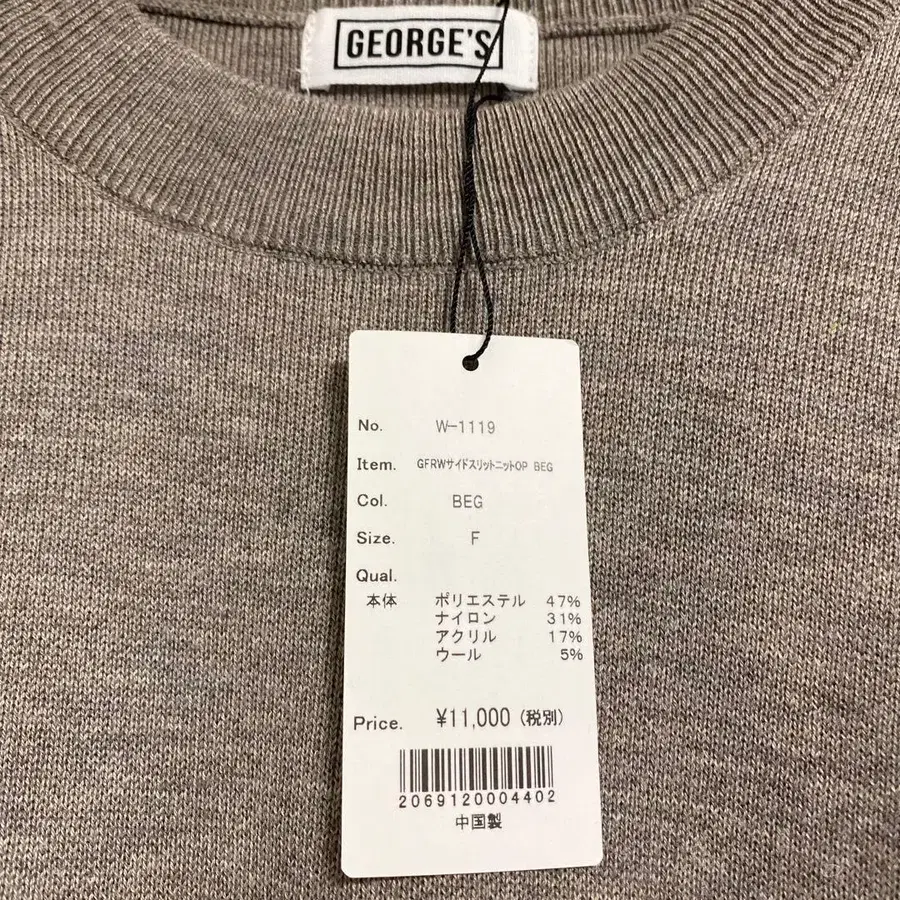 GEORGE'S
No. W-1119
Item. GFRWサイドスリットニットOP BEG
Col. BEG
Size. F
Qual.
本体 ポリエステル 47%
ナイロン 31%
アクリル 17%
ウール 5%
Price. ¥11,000 (税別)
2069120004402
中国製